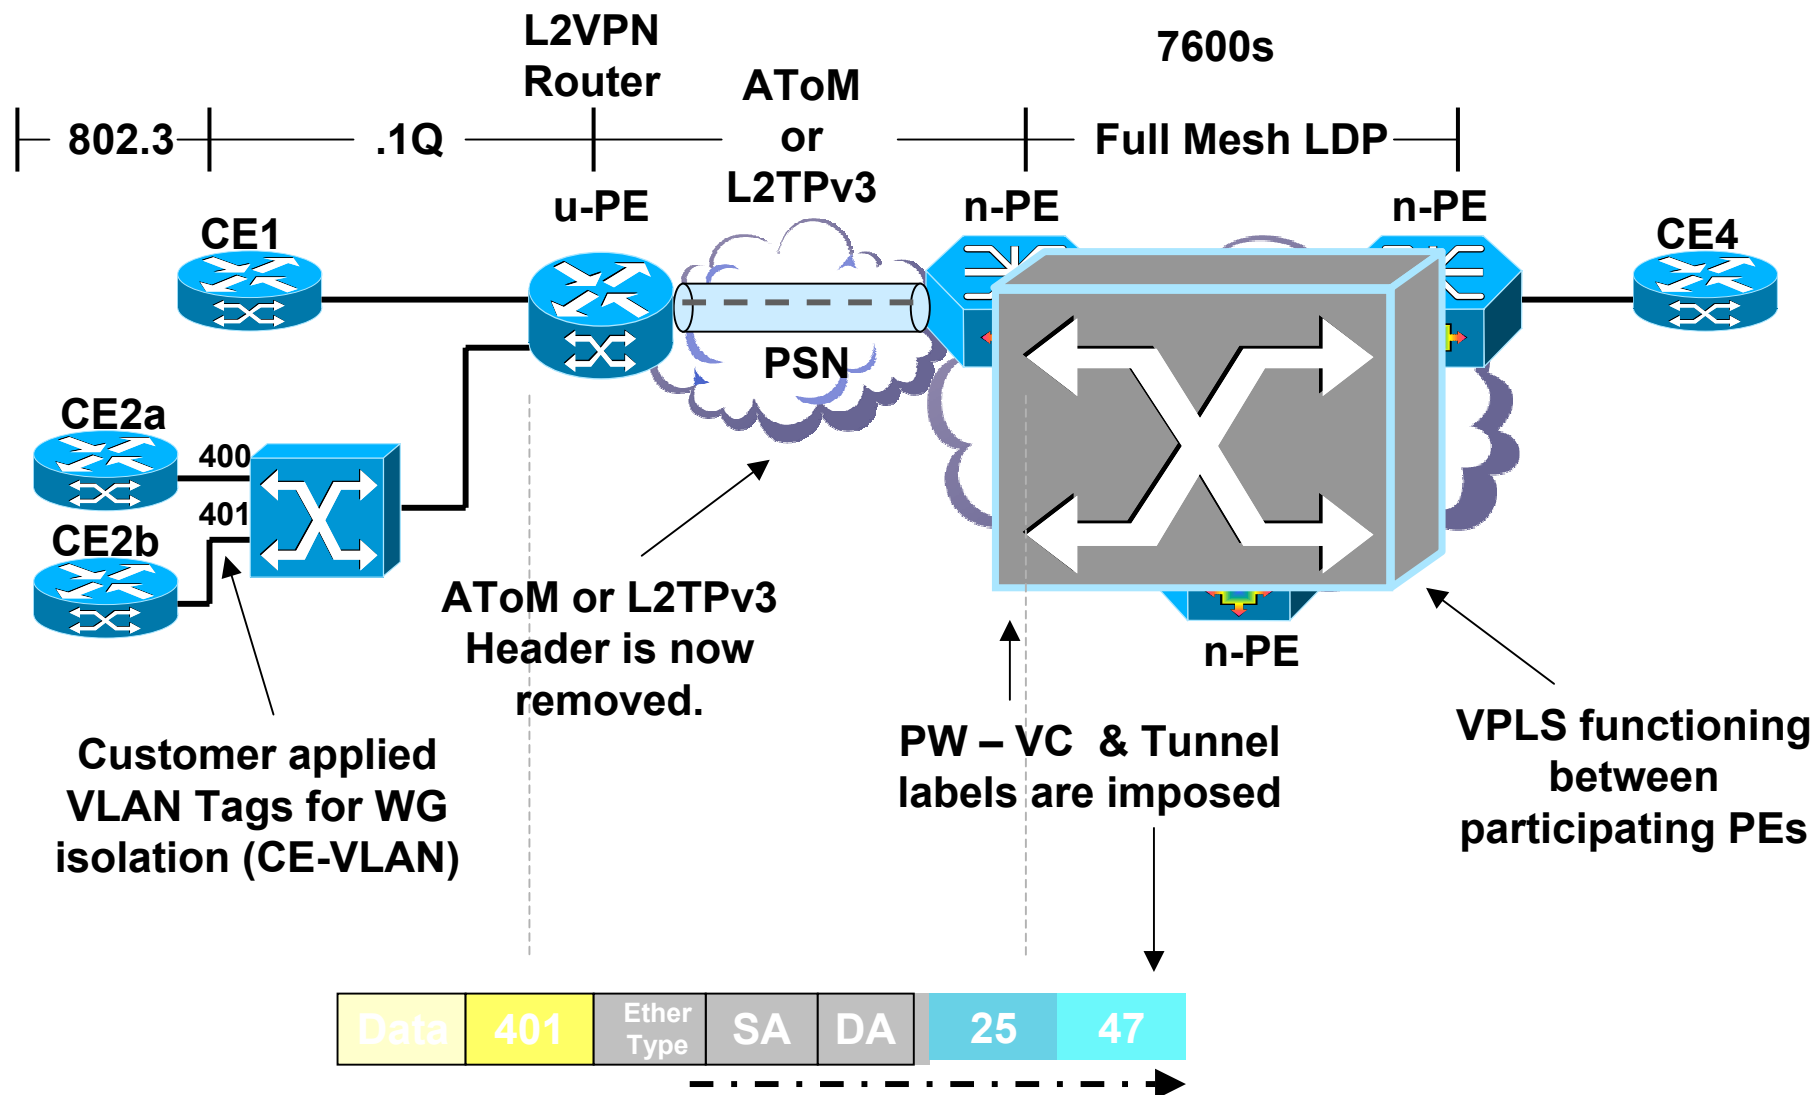 L2VPN
Router
7600s
AToM
or
L2TPv3
802.3
.1Q
Full Mesh LDP
u-PE
n-PE
n-PE
CE1
CE4
PSN
CE2a
400
401
CE2b
AToM or L2TPv3
Header is now
removed.
n-PE
Customer applied
VLAN Tags for WG
isolation (CE-VLAN)
PW – VC & Tunnel
labels are imposed
VPLS functioning
between
participating PEs
Data
401
Ether
Type
SA
DA
25
47